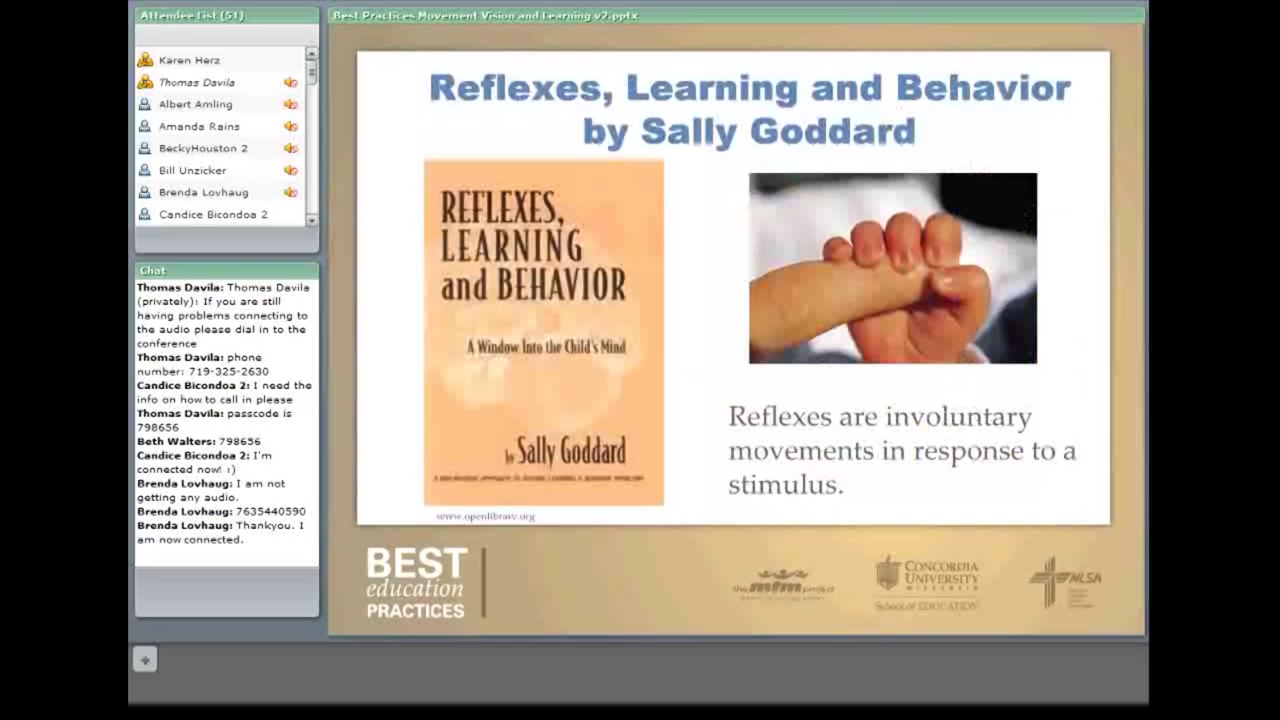 Attendee List (51)
Karen Herz
Thomas Davila
Albert Amling
Amanda Rains
BeckyHouston 2
Bill Unzicker
Brenda Lovhaug
Candice Bicondoa 2
Chat
Thomas Davila: Thomas Davila
(privately): If you are still
having problems connecting to
the audio please dial in to the
conference
Thomas Davila: phone
number: 719-325-2630
Candice Bicondoa 2: I need the
info on how to call in please
Thomas Davila: passcode is
798656
Beth Walters: 798656
Candice Bicondoa 2: I'm
connected now! :)
Brenda Lovhaug: I am not
getting any audio.
Brenda Lovhaug: 7635440590
Brenda Lovhaug: Thankyou. I
am now connected.
Best Practices Movement Vision and Learning v2.pptx
Reflexes, Learning and Behavior
by Sally Goddard
REFLEXES,
LEARNING
and BEHAVIOR
A Window Into the Child's Mind
by Sally Goddard
www.openlibrary.org
Reflexes are involuntary
movements in response to a
stimulus.
BEST
education
PRACTICES
the mfm project
CONCORDIA
UNIVERSITY
WISCONSIN
School of EDUCATION
NLSA